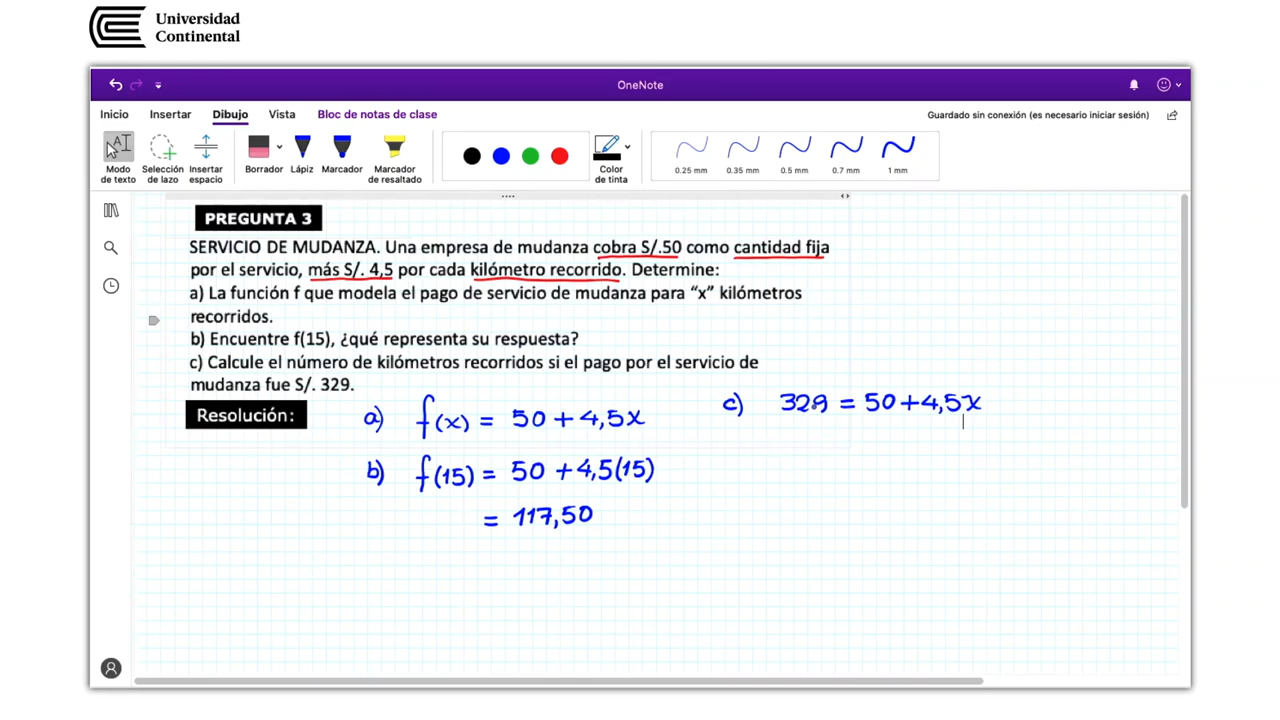 Universidad
Continental
OneNote
Inicio Insertar Dibujo Vista Bloc de notas de clase
Guardado sin conexión (es necesario iniciar sesión)
Modo de texto
Selección de lazo
Insertar espacio
Borrador
Lápiz
Marcador
Marcador de resaltado
Color de tinta
0.25 mm 0.35 mm 0.5 mm 0.7 mm 1 mm
PREGUNTA 3
SERVICIO DE MUDANZA. Una empresa de mudanza cobra S/.50 como cantidad fija
por el servicio, más S/. 4,5 por cada kilómetro recorrido. Determine:
a) La función f que modela el pago de servicio de mudanza para “x” kilómetros
recorridos.
b) Encuentre f(15), ¿qué representa su respuesta?
c) Calcule el número de kilómetros recorridos si el pago por el servicio de
mudanza fue S/. 329.
Resolución:
a) f(x) = 50 + 4,5x
b) f(15) = 50 + 4,5(15)
= 117,50
c) 329 = 50 + 4,5x